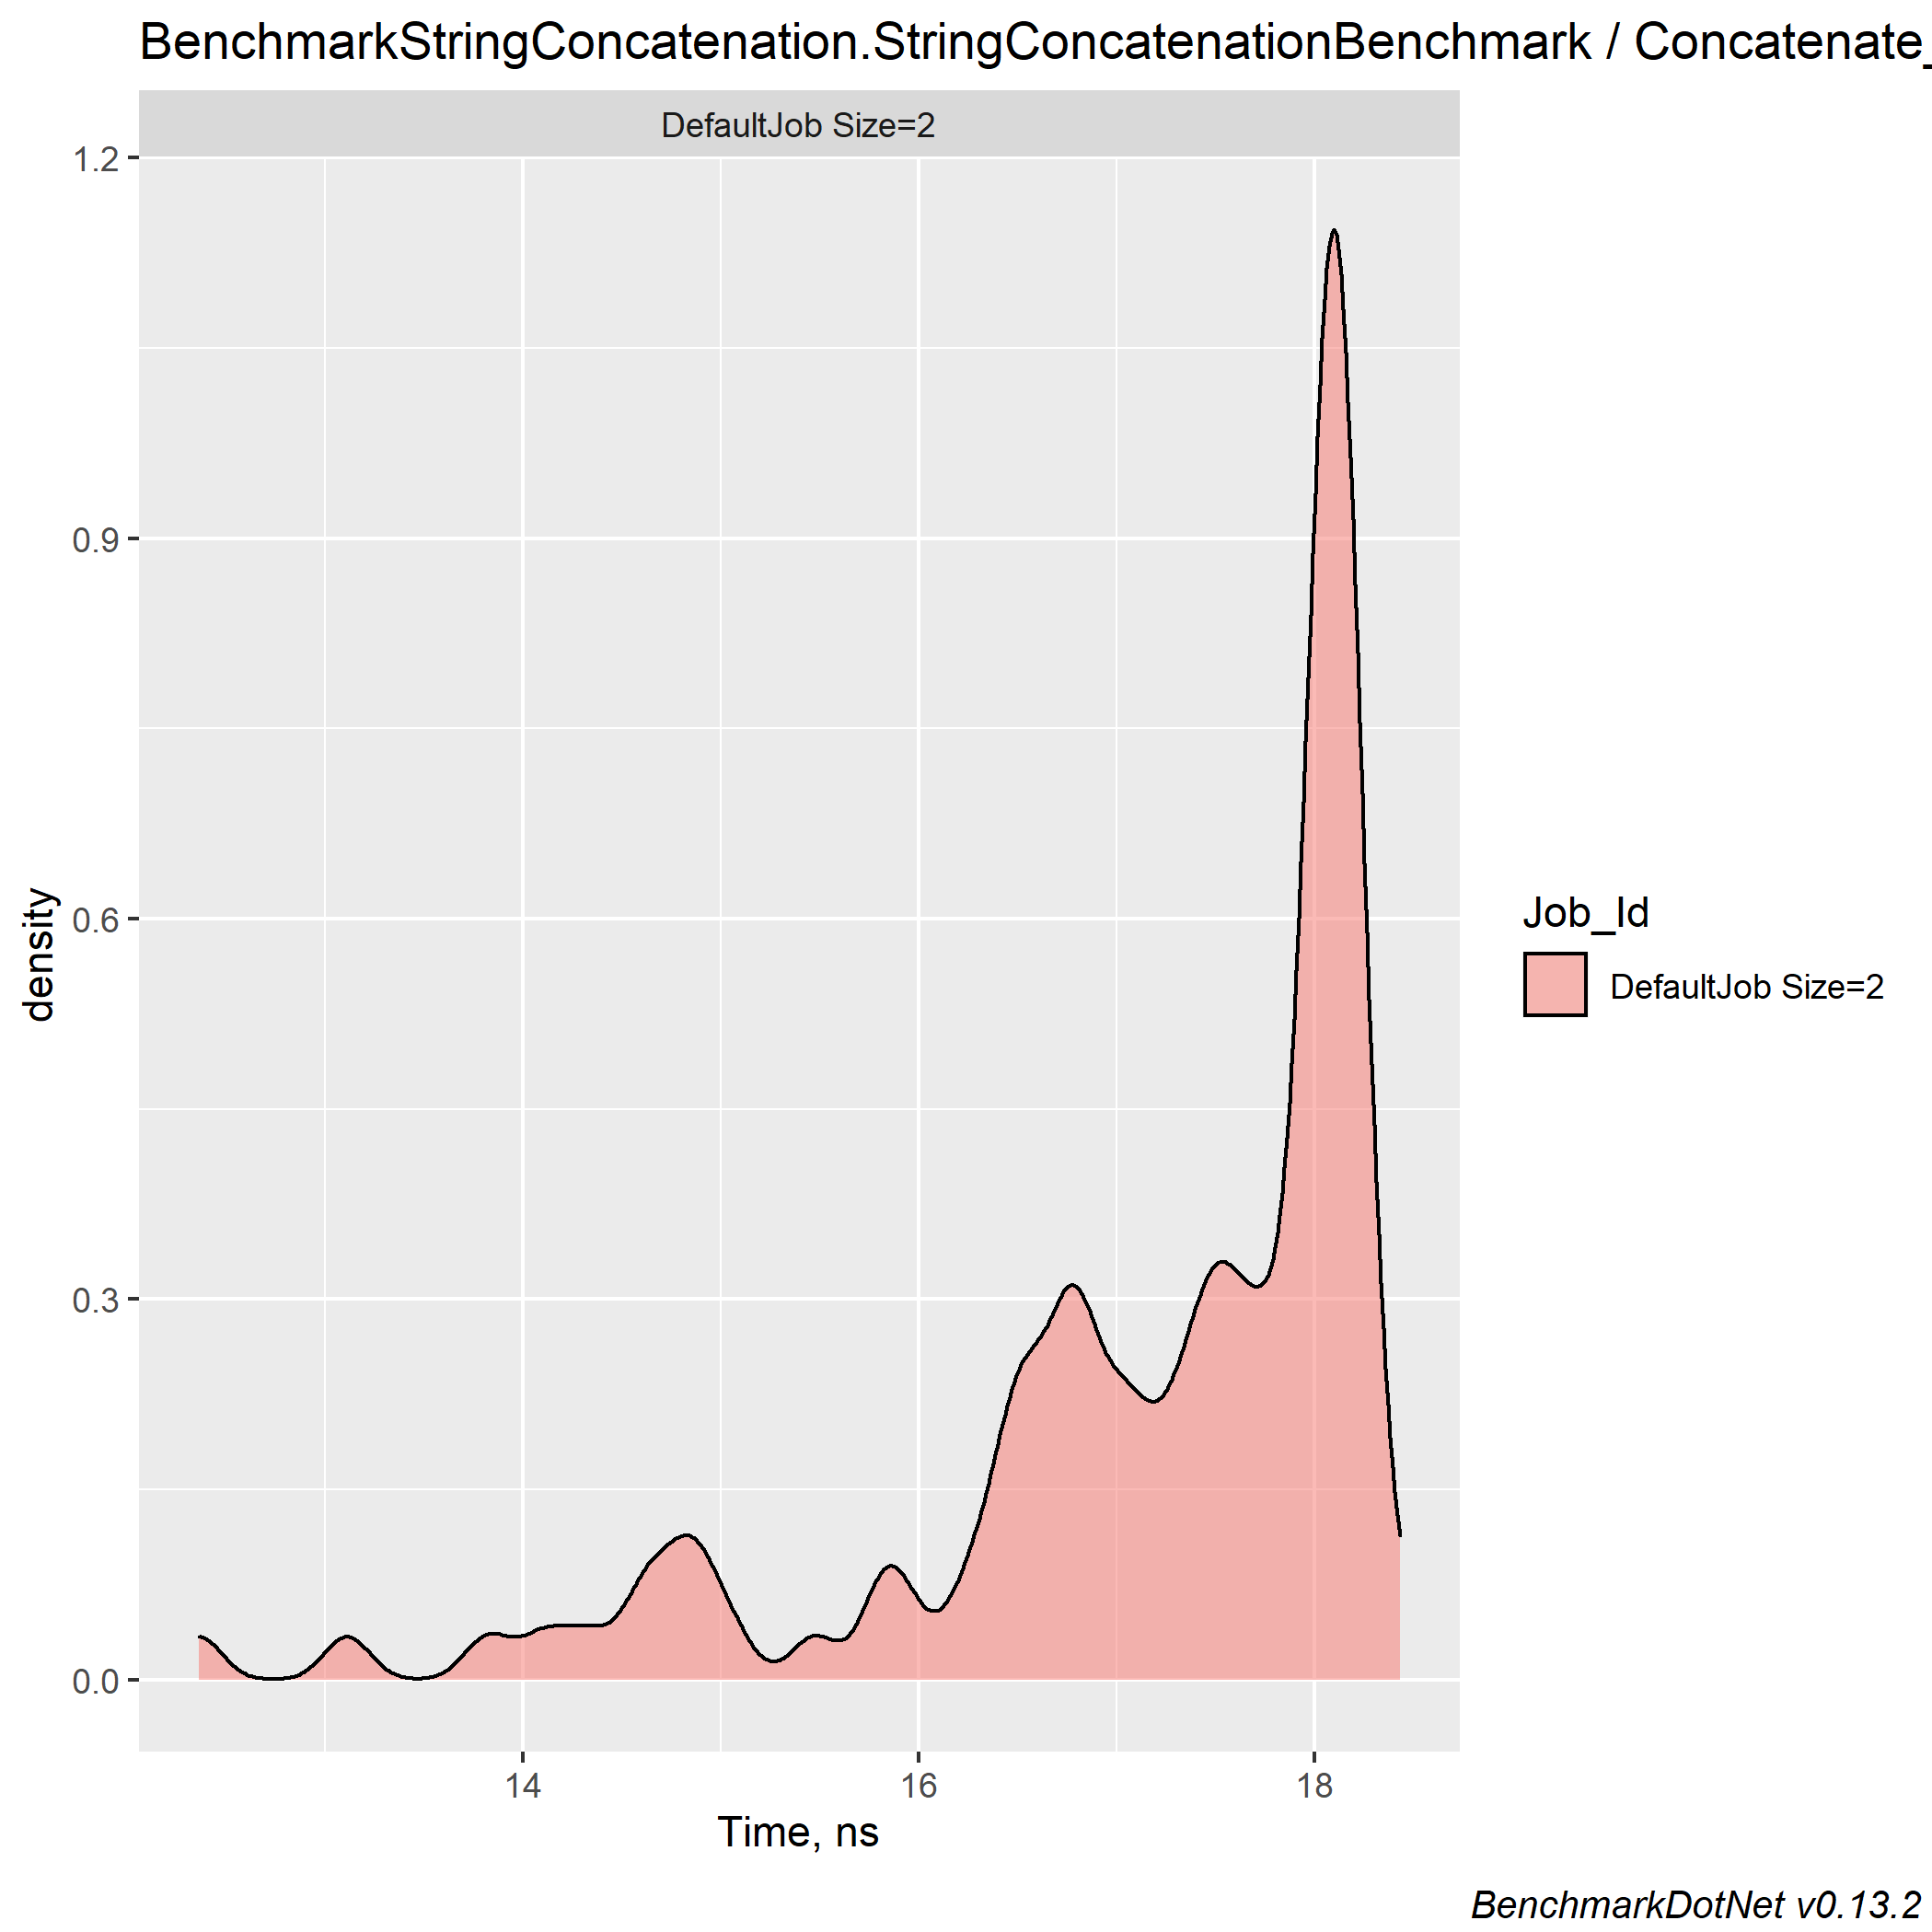 BenchmarkStringConcatenation.StringConcatenationBenchmark / Concatenate_
DefaultJob Size=2
1.2
0.9
0.6
0.3
0.0
density
14
16
18
Time, ns
Job_Id
DefaultJob Size=2
BenchmarkDotNet v0.13.2